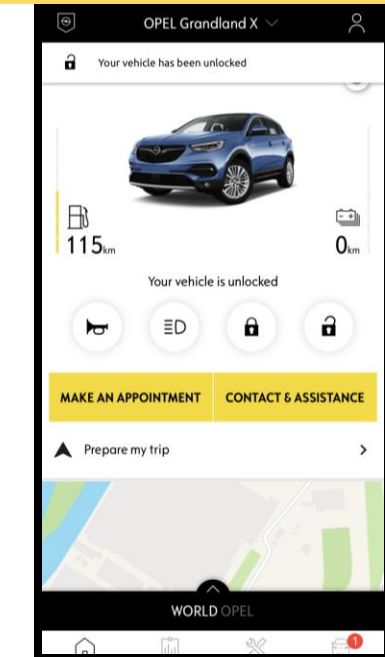 OPEL Grandland X
Your vehicle has been unlocked
115km
0km
Your vehicle is unlocked
MAKE AN APPOINTMENT
CONTACT & ASSISTANCE
Prepare my trip
WORLD OPEL
1